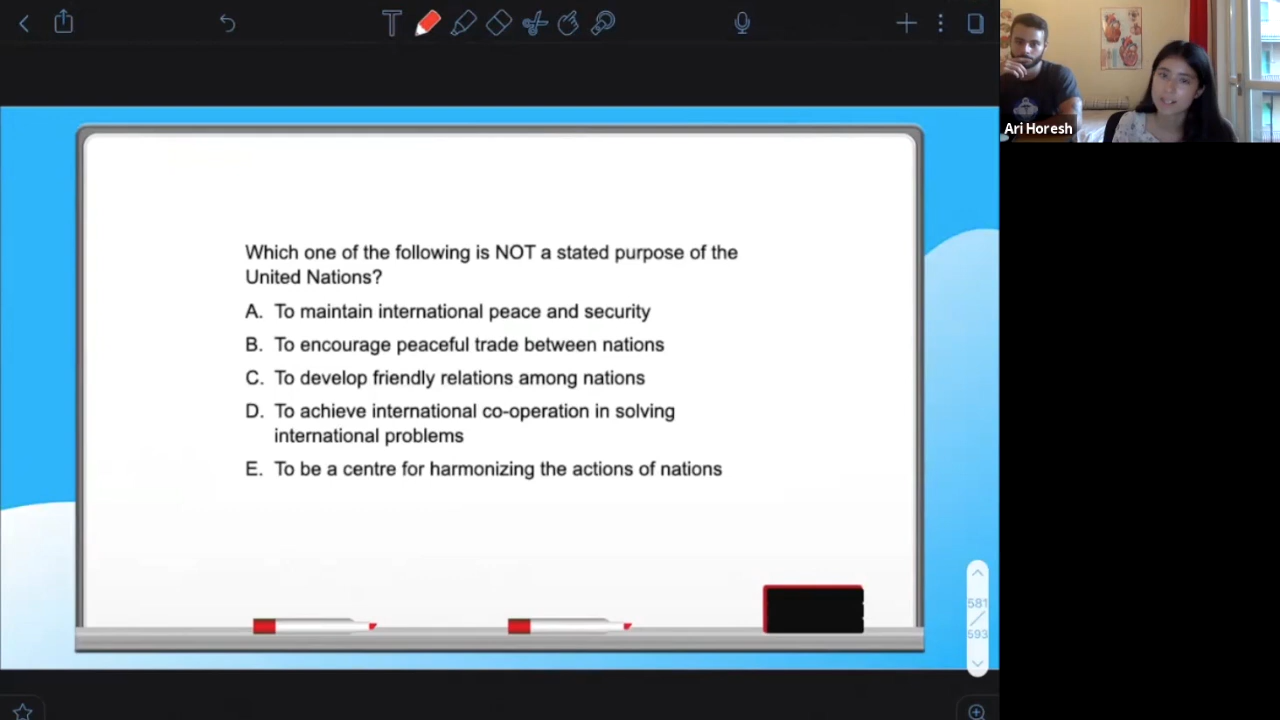 Which one of the following is NOT a stated purpose of the
United Nations?
A. To maintain international peace and security
B. To encourage peaceful trade between nations
C. To develop friendly relations among nations
D. To achieve international co-operation in solving
international problems
E. To be a centre for harmonizing the actions of nations
581
/
593
Ari Horesh